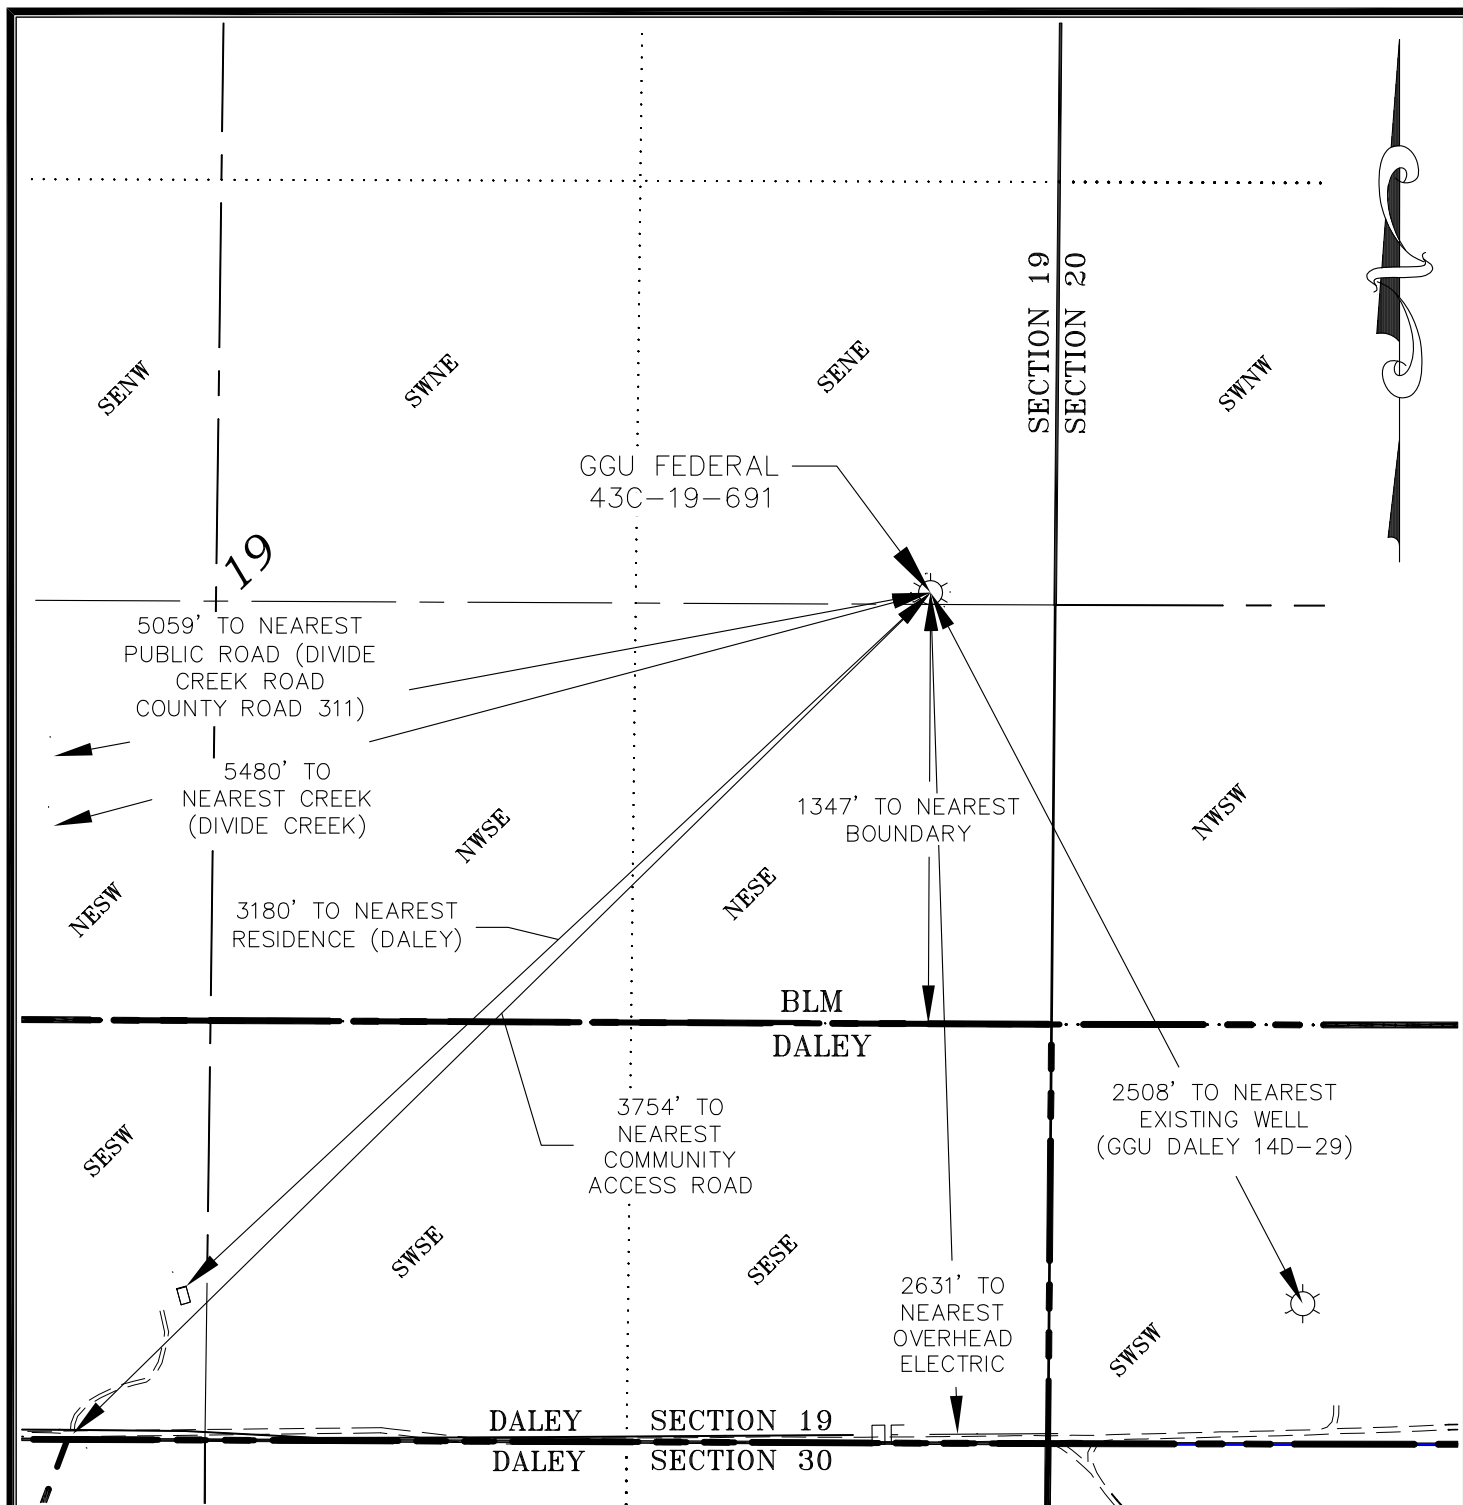 SECTION 19
SECTION 20
SENW
SWNE
SENE
SWNW
GGU FEDERAL
43C-19-691
19
5059' TO NEAREST
PUBLIC ROAD (DIVIDE
CREEK ROAD
COUNTY ROAD 311)
5480' TO
NEAREST CREEK
(DIVIDE CREEK)
1347' TO NEAREST
BOUNDARY
NWSE
NWSW
NESW
NESE
3180' TO NEAREST
RESIDENCE (DALEY)
BLM
DALEY
3754' TO
NEAREST
COMMUNITY
ACCESS ROAD
2508' TO NEAREST
EXISTING WELL
(GGU DALEY 14D-29)
SESW
SWSE
SESE
2631' TO
NEAREST
OVERHEAD
ELECTRIC
SWSW
DALEY SECTION 19
DALEY SECTION 30